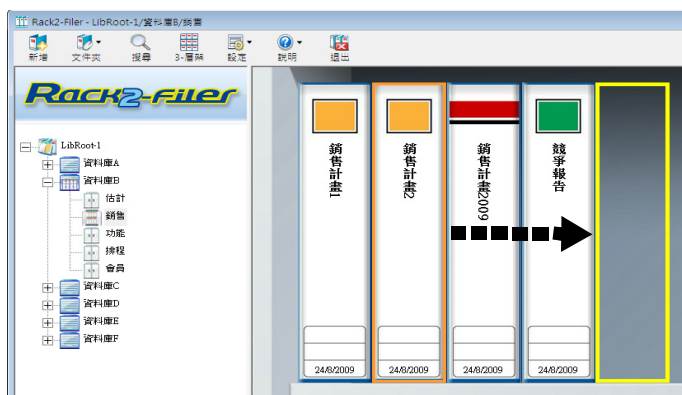 Rack2-Filer - LibRoot-1/資料庫B/銷售
新增 文件夾 搜尋 3-層架 設定 說明 退出
Rack2-Filer
LibRoot-1
資料庫A
資料庫B
估計
銷售
功能
排程
會員
資料庫C
資料庫D
資料庫E
資料庫F
銷售計畫1
銷售計畫2
銷售計畫2009
競爭報告
24/8/2009 24/8/2009 24/8/2009 24/8/2009